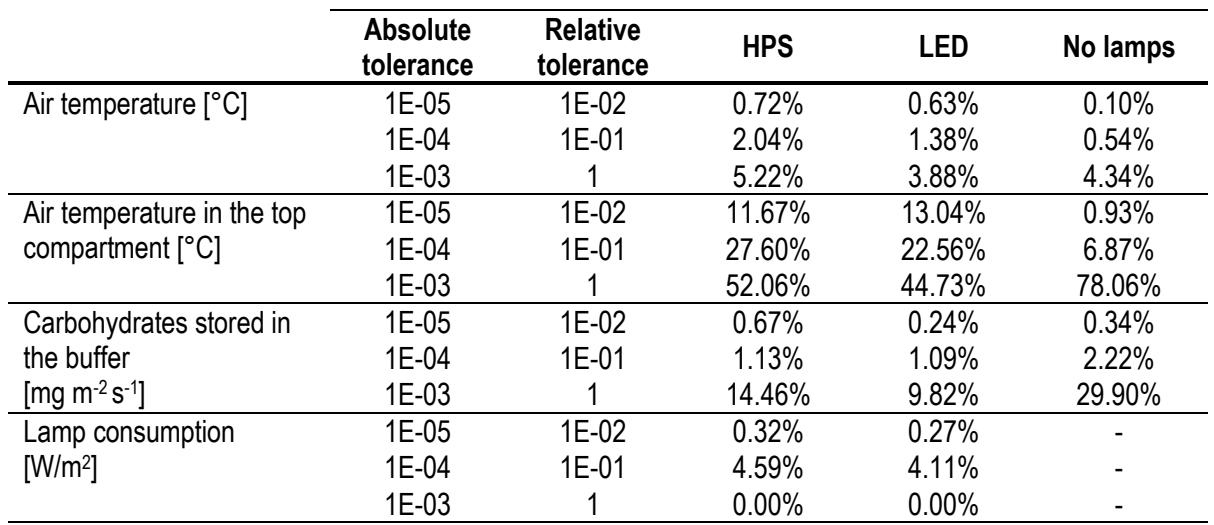 Absolute tolerance Relative tolerance HPS LED No lamps
Air temperature [°C] 1E-05 1E-02 0.72% 0.63% 0.10%
1E-04 1E-01 2.04% 1.38% 0.54%
1E-03 1 5.22% 3.88% 4.34%
Air temperature in the top 1E-05 1E-02 11.67% 13.04% 0.93%
compartment [°C] 1E-04 1E-01 27.60% 22.56% 6.87%
1E-03 1 52.06% 44.73% 78.06%
Carbohydrates stored in 1E-05 1E-02 0.67% 0.24% 0.34%
the buffer 1E-04 1E-01 1.13% 1.09% 2.22%
[mg m-2 s-1] 1E-03 1 14.46% 9.82% 29.90%
Lamp consumption 1E-05 1E-02 0.32% 0.27% -
[W/m2] 1E-04 1E-01 4.59% 4.11% -
1E-03 1 0.00% 0.00% -